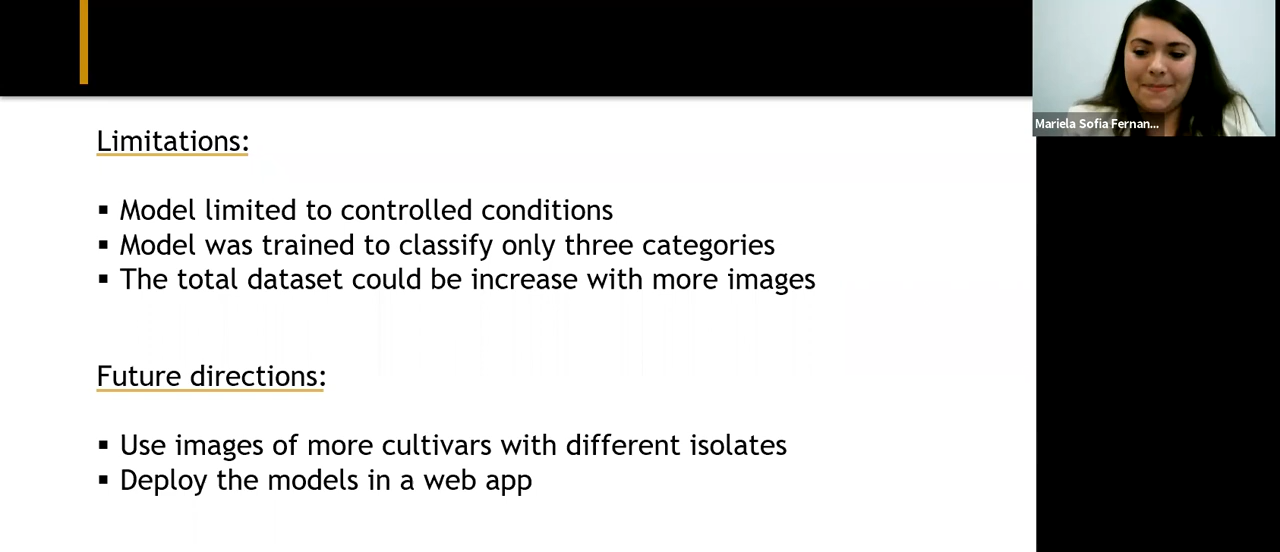 Limitations:
▪ Model limited to controlled conditions
▪ Model was trained to classify only three categories
▪ The total dataset could be increase with more images
Future directions:
▪ Use images of more cultivars with different isolates
▪ Deploy the models in a web app
Mariela Sofia Fernan...